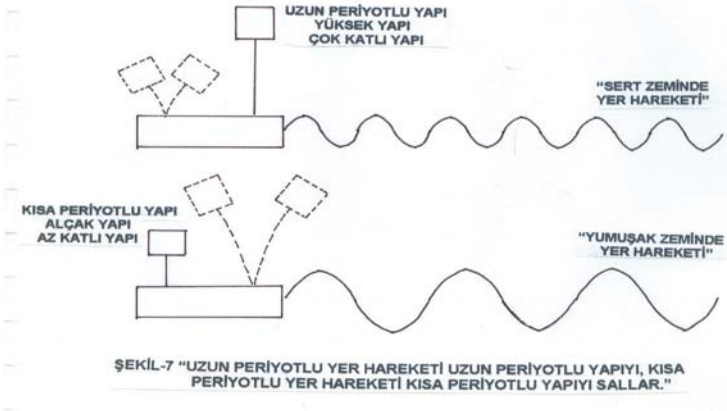 UZUN PERİYOTLU YAPI
YÜKSEK YAPI
ÇOK KATLI YAPI
"SERT ZEMİNDE
YER HAREKETİ"
KISA PERİYOTLU YAPI
ALÇAK YAPI
AZ KATLI YAPI
"YUMUŞAK ZEMİNDE
YER HAREKETİ"
ŞEKİL-7 "UZUN PERİYOTLU YER HAREKETİ UZUN PERİYOTLU YAPIYI, KISA
PERİYOTLU YER HAREKETİ KISA PERİYOTLU YAPIYI SALLAR."